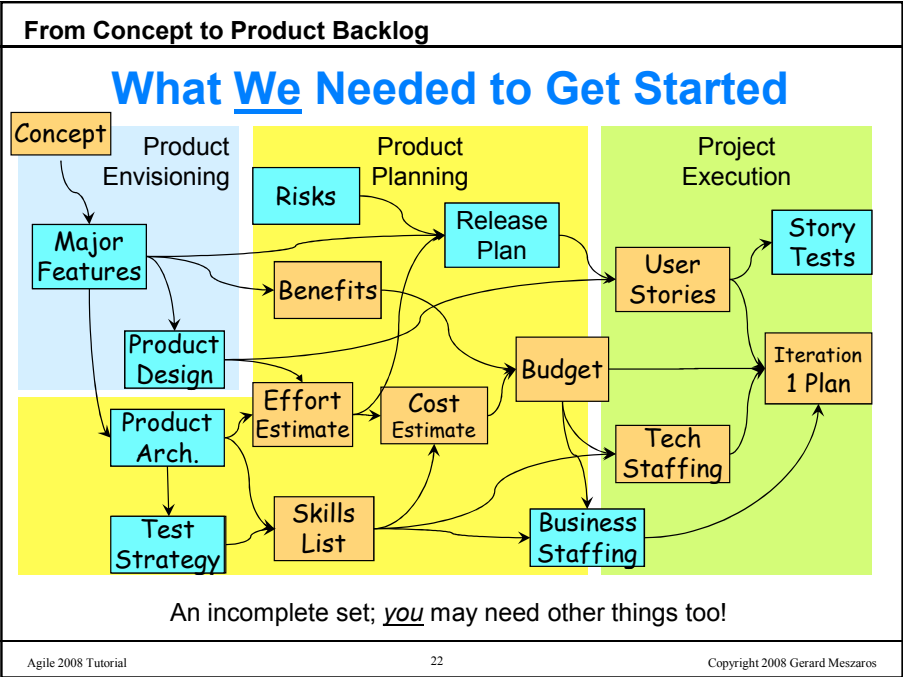 From Concept to Product Backlog
What We Needed to Get Started
Concept
Product
Envisioning
Product
Planning
Project
Execution
Risks
Major
Features
Release
Plan
Story
Tests
User
Stories
Benefits
Product
Design
Budget
Iteration
1 Plan
Effort
Estimate
Cost
Estimate
Product
Arch.
Tech
Staffing
Skills
List
Test
Strategy
Business
Staffing
An incomplete set; you may need other things too!
Agile 2008 Tutorial
22
Copyright 2008 Gerard Meszaros